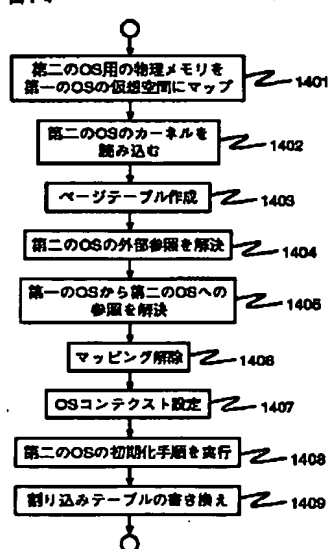 第二のOS用の物理メモリを
第一のOSの仮想空間にマップ
1401
第二のOSのカーネルを
読み込む
1402
ページテーブル作成
1403
第二のOSの外部参照を解決
1404
第一のOSから第二のOSへの
参照を解決
1405
マッピング解除
1406
OSコンテクスト設定
1407
第二のOSの初期化手順を実行
1408
割り込みテーブルの書き換え
1409